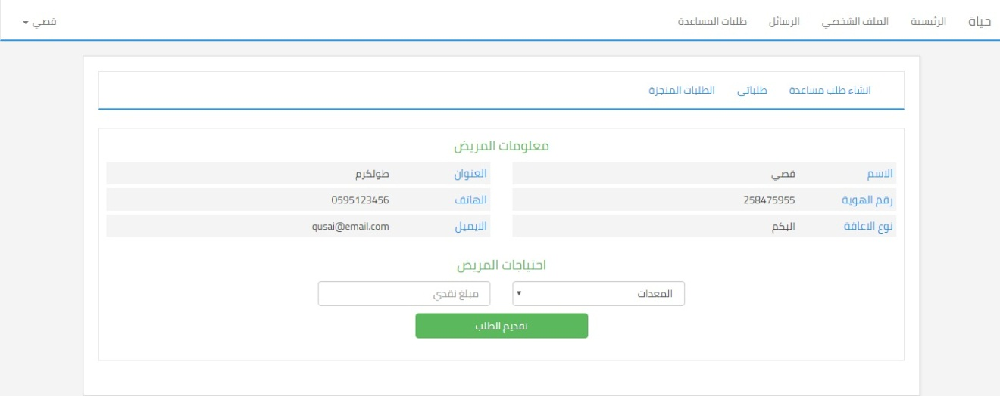 حياة الرئيسية الملف الشخصي الرسائل طلبات المساعدة قصي
انشاء طلب مساعدة طلباتي الطلبات المنجزة
معلومات المريض
الاسم قصي العنوان طولكرم
رقم الهوية 258475955 الهاتف 0595123456
نوع الاعاقة البكم الايميل qusai@email.com
احتياجات المريض
المعدات مبلغ نقدي
تقديم الطلب